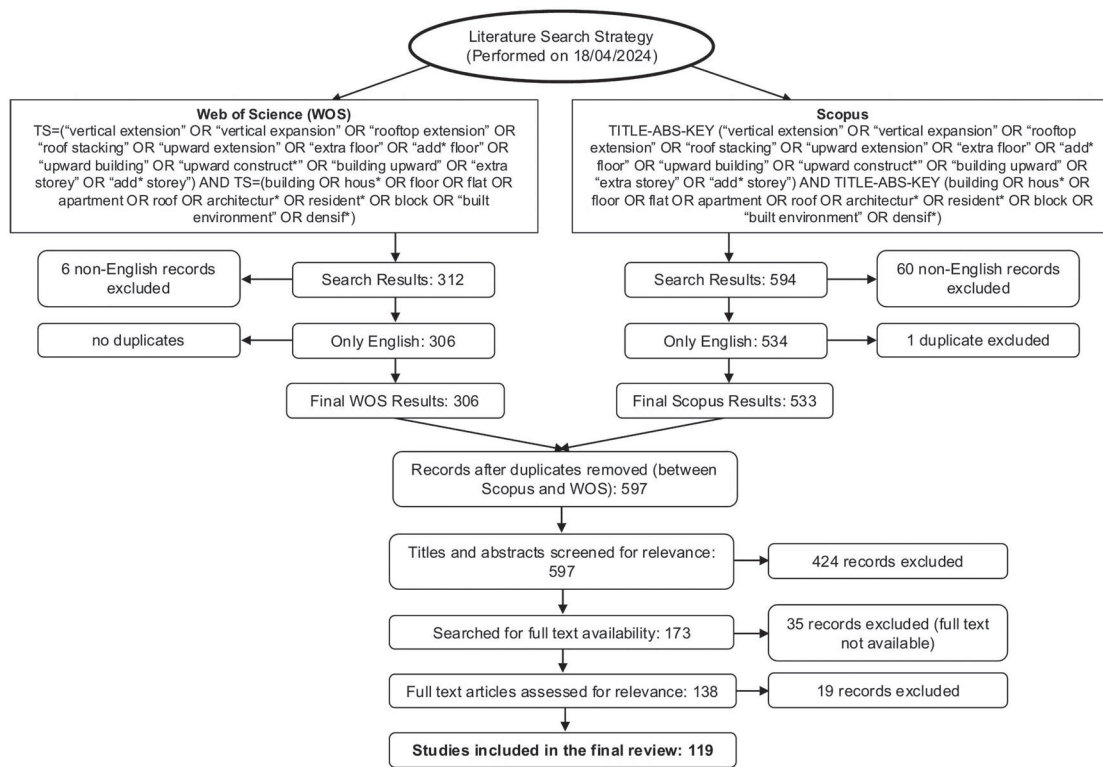 Literature Search Strategy
(Performed on 18/04/2024)
Web of Science (WOS)
TS=(“vertical extension” OR “vertical expansion” OR “rooftop extension” OR
“roof stacking” OR “upward extension” OR “extra floor” OR “add* floor” OR
“upward building” OR “upward construct*” OR “building upward” OR “extra
storey” OR “add* storey”) AND TS=(building OR hous* OR floor OR flat OR
apartment OR roof OR architectur* OR resident* OR block OR “built
environment” OR densif*)
Scopus
TITLE-ABS-KEY (“vertical extension” OR “vertical expansion” OR “rooftop
extension” OR “roof stacking” OR “upward extension” OR “extra floor” OR “add*
floor” OR “upward building” OR “upward construct*” OR “building upward” OR
“extra storey” OR “add* storey”) AND TITLE-ABS-KEY (building OR hous* OR
floor OR flat OR apartment OR roof OR architectur* OR resident* OR block OR
“built environment” OR densif*)
6 non-English records
excluded
Search Results: 312
Search Results: 594
60 non-English records
excluded
no duplicates
Only English: 306
Only English: 534
1 duplicate excluded
Final WOS Results: 306
Final Scopus Results: 533
Records after duplicates removed (between
Scopus and WOS): 597
Titles and abstracts screened for relevance:
597
424 records excluded
Searched for full text availability: 173
35 records excluded (full text
not available)
Full text articles assessed for relevance: 138
19 records excluded
Studies included in the final review: 119